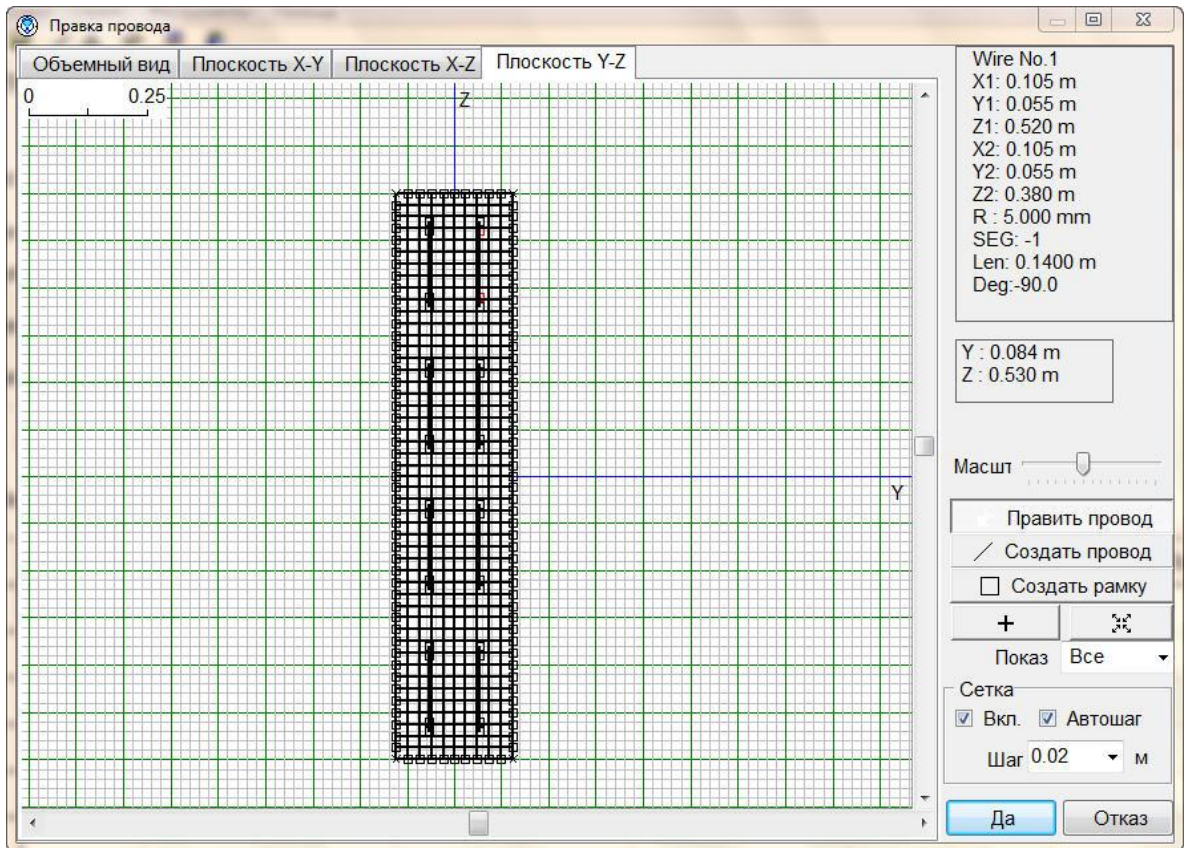 Правка провода
Объемный вид
Плоскость X-Y
Плоскость X-Z
Плоскость Y-Z
0 0.25
Z
Y
Wire No.1
X1: 0.105 m
Y1: 0.055 m
Z1: 0.520 m
X2: 0.105 m
Y2: 0.055 m
Z2: 0.380 m
R : 5.000 mm
SEG: -1
Len: 0.1400 m
Deg:-90.0
Y : 0.084 m
Z : 0.530 m
Масшт
Править провод
Создать провод
Создать рамку
+
Показ Все
Сетка
Вкл. Автошаг
Шаг 0.02 м
Да Отказ